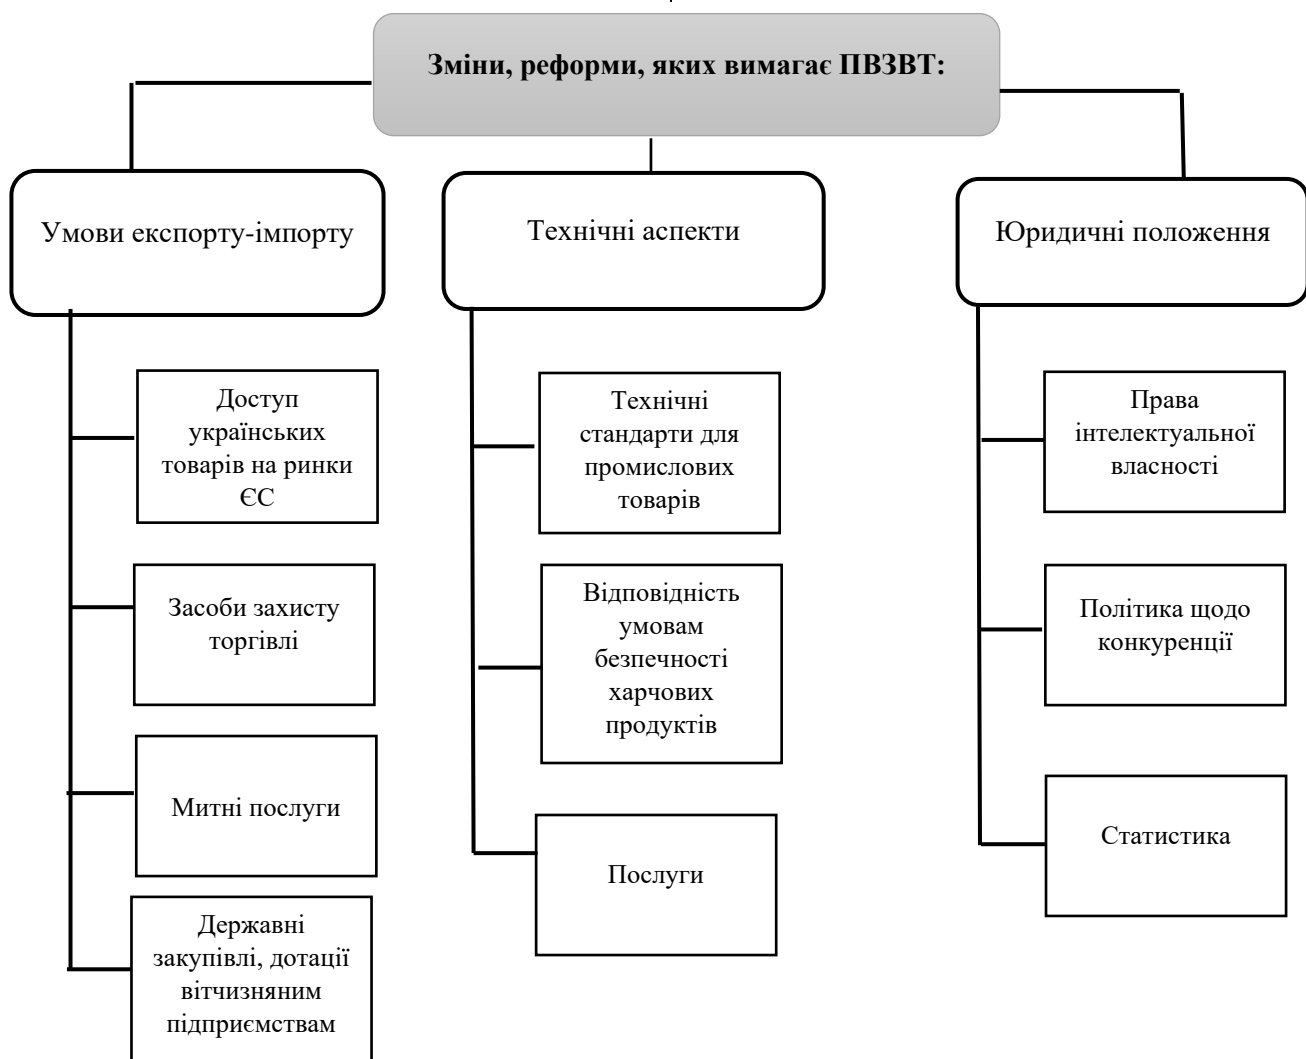 Зміни, реформи, яких вимагає ПВЗВТ:
Умови експорту-імпорту
Доступ
українських
товарів на ринки
ЄС
Засоби захисту
торгівлі
Митні послуги
Державні
закупівлі, дотації
вітчизняним
підприємствам
Технічні аспекти
Технічні
стандарти для
промислових
товарів
Відповідність
умовам
безпечності
харчових
продуктів
Послуги
Юридичні положення
Права
інтелектуальної
власності
Політика щодо
конкуренції
Статистика